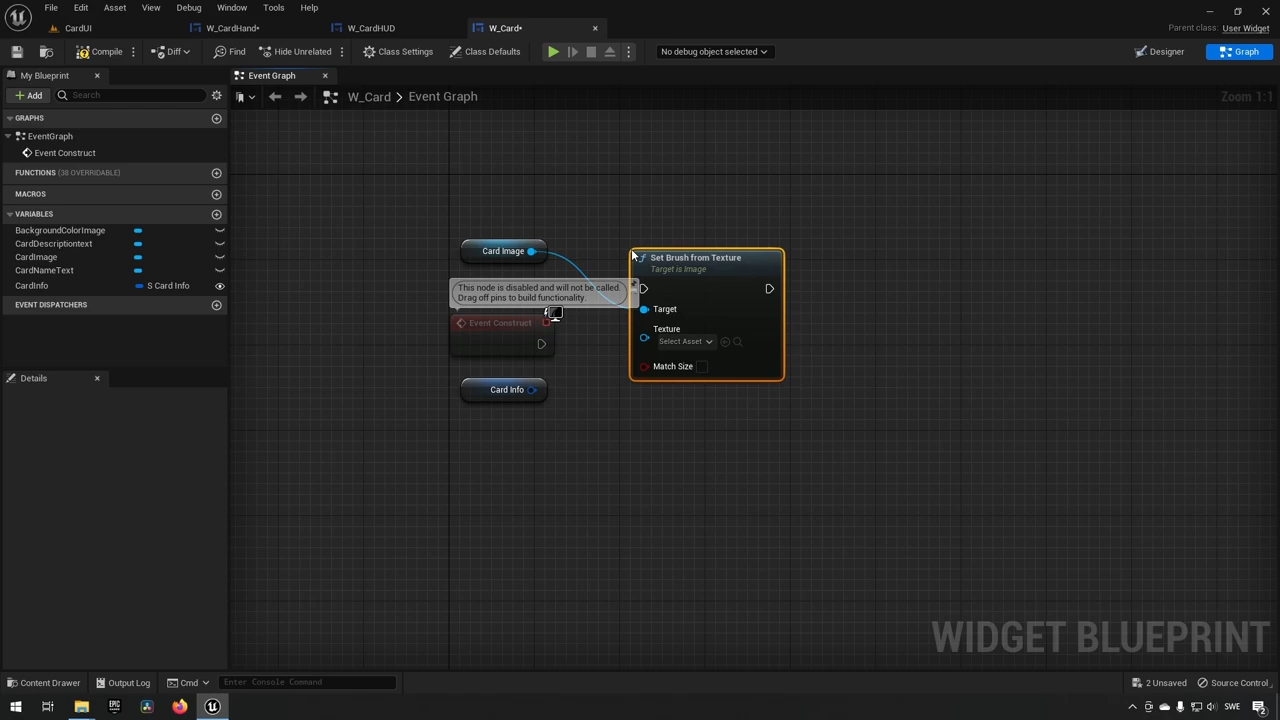 File Edit Asset View Debug Window Tools Help
CardUI W_CardHand* W_CardHUD W_Card*
Parent class: User Widget
Compile Diff Find Hide Unrelated Class Settings Class Defaults No debug object selected Designer Graph
My Blueprint
Event Graph
Add Search
W_Card > Event Graph
Zoom 1:1
GRAPHS
EventGraph
Event Construct
FUNCTIONS (38 OVERRIDABLE)
MACROS
VARIABLES
BackgroundColorImage
CardDescriptiontext
CardImage
CardNameText
CardInfo S Card Info
EVENT DISPATCHERS
Details
Card Image
This node is disabled and will not be called.
Drag off pins to build functionality.
Event Construct
Card Info
Set Brush from Texture
Target is Image
Target
Texture
Select Asset
Match Size
WIDGET BLUEPRINT
Content Drawer Output Log Cmd Enter Console Command 2 Unsaved Source Control
EPIC GAMES
SWE 2